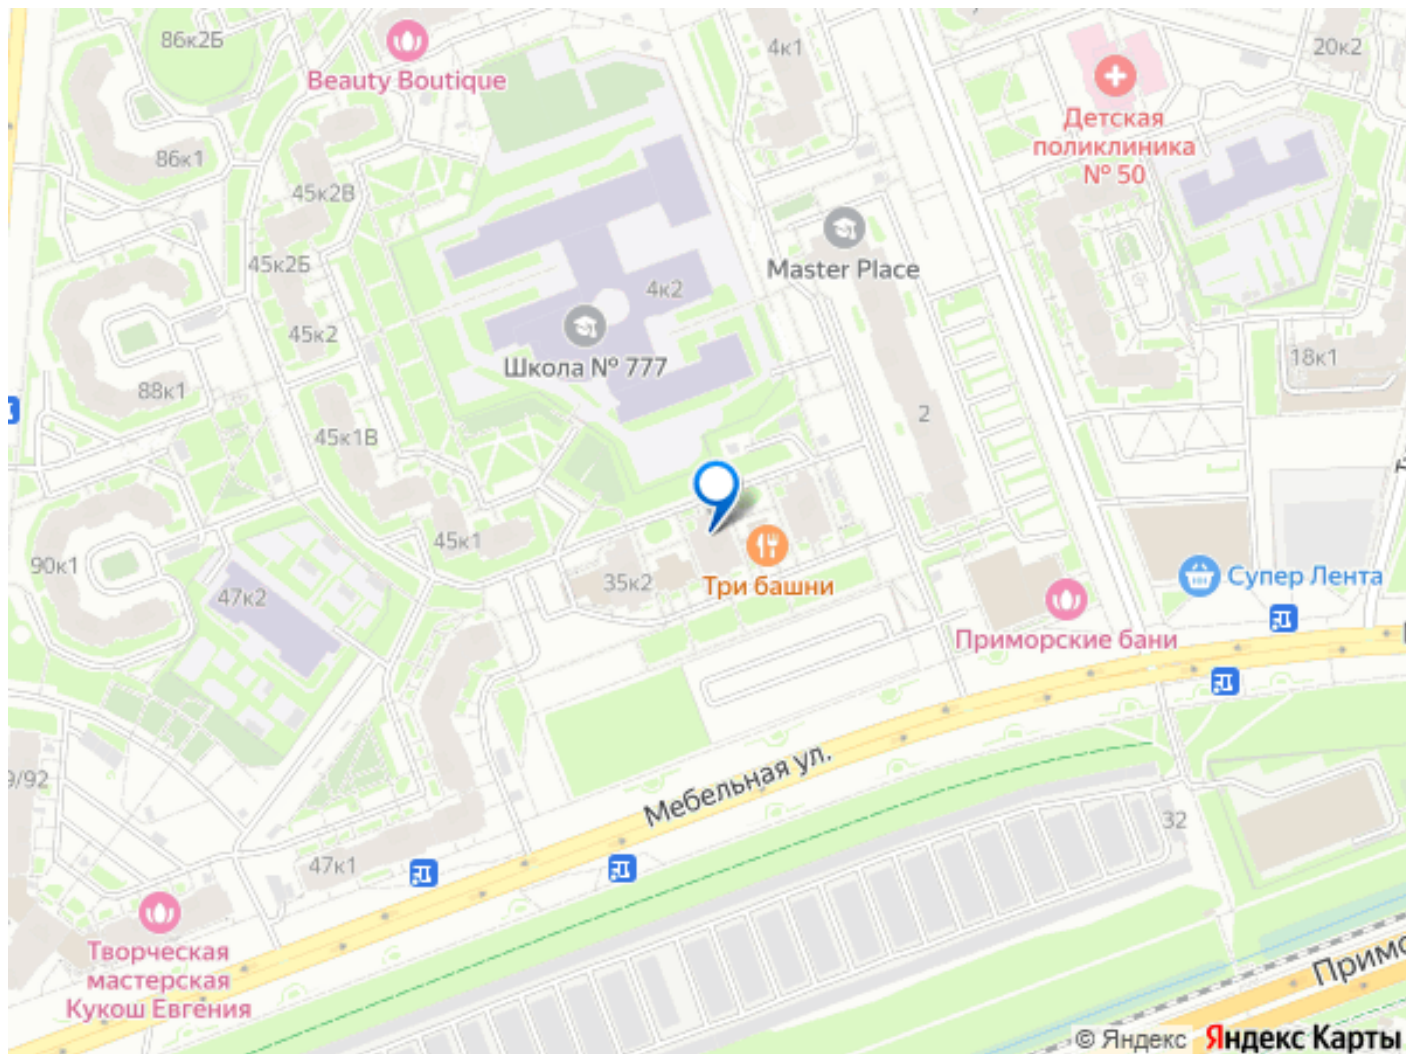 86к2Б
Beauty Boutique
4к1
20к2
Детская
поликлиника
№ 50
86к1
45к2В
45к2Б
Master Place
4к2
45к2
Школа № 777
18к1
88к1
2
45к1В
45к1
90к1
35к2
47к2
Три башни
Супер Лента
Приморские бани
9/92
Мебельная ул.
32
47к1
Творческая
мастерская
Кукош Евгения
Примо
© Яндекс Яндекс Карты